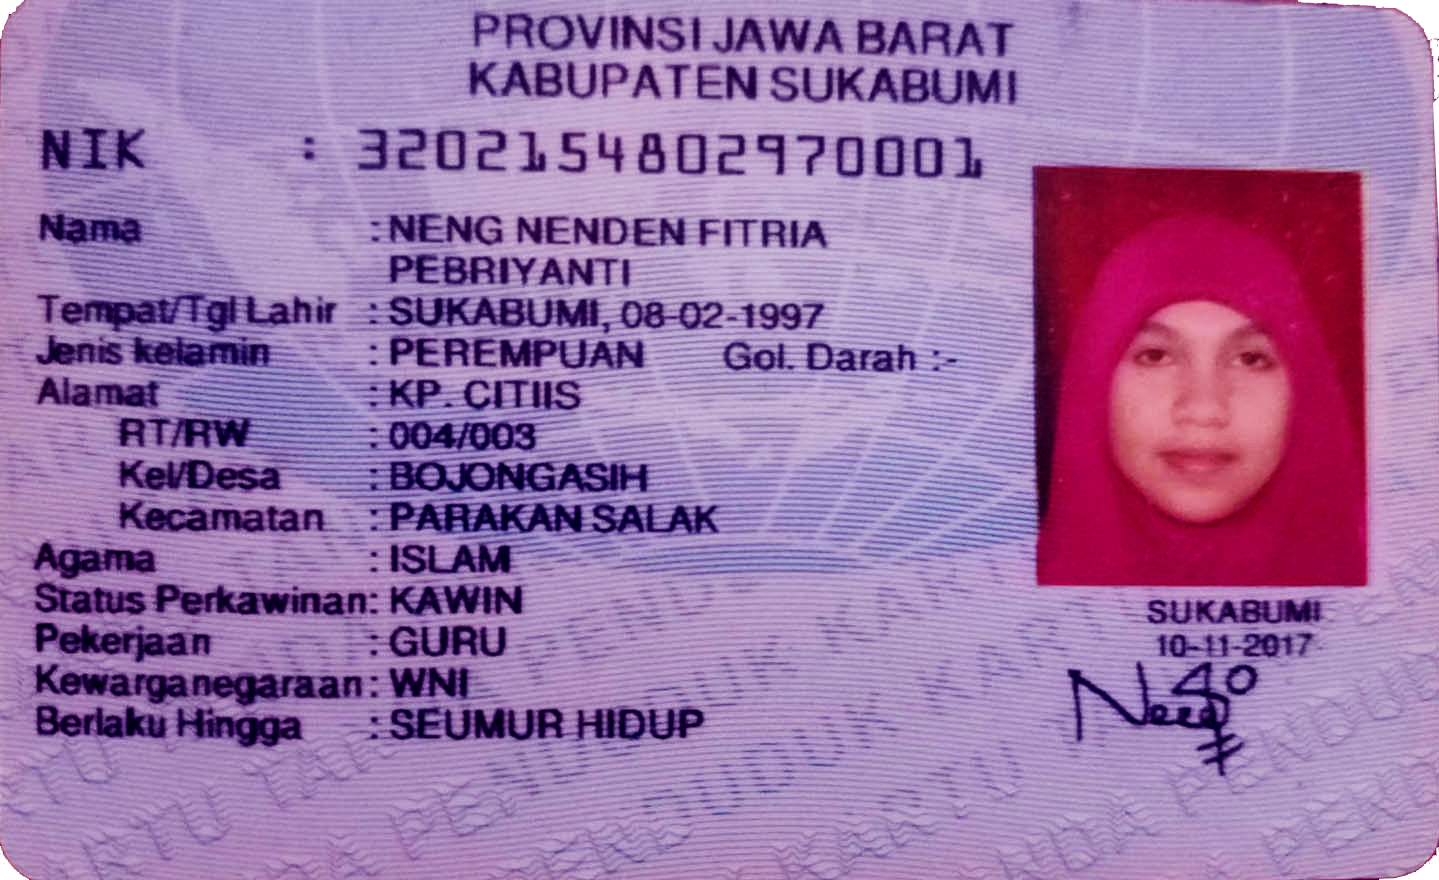 PROVINSI JAWA BARAT
KABUPATEN SUKABUMI
NIK : 3202154802970001
Nama : NENG NENDEN FITRIA
PEBRIYANTI
Tempat/Tgl Lahir : SUKABUMI, 08-02-1997
Jenis kelamin : PEREMPUAN Gol. Darah :-
Alamat : KP. CITIIS
RT/RW : 004/003
Kel/Desa : BOJONGASIH
Kecamatan : PARAKAN SALAK
Agama : ISLAM
Status Perkawinan: KAWIN
Pekerjaan : GURU
Kewarganegaraan: WNI
Berlaku Hingga : SEUMUR HIDUP
SUKABUMI
10-11-2017